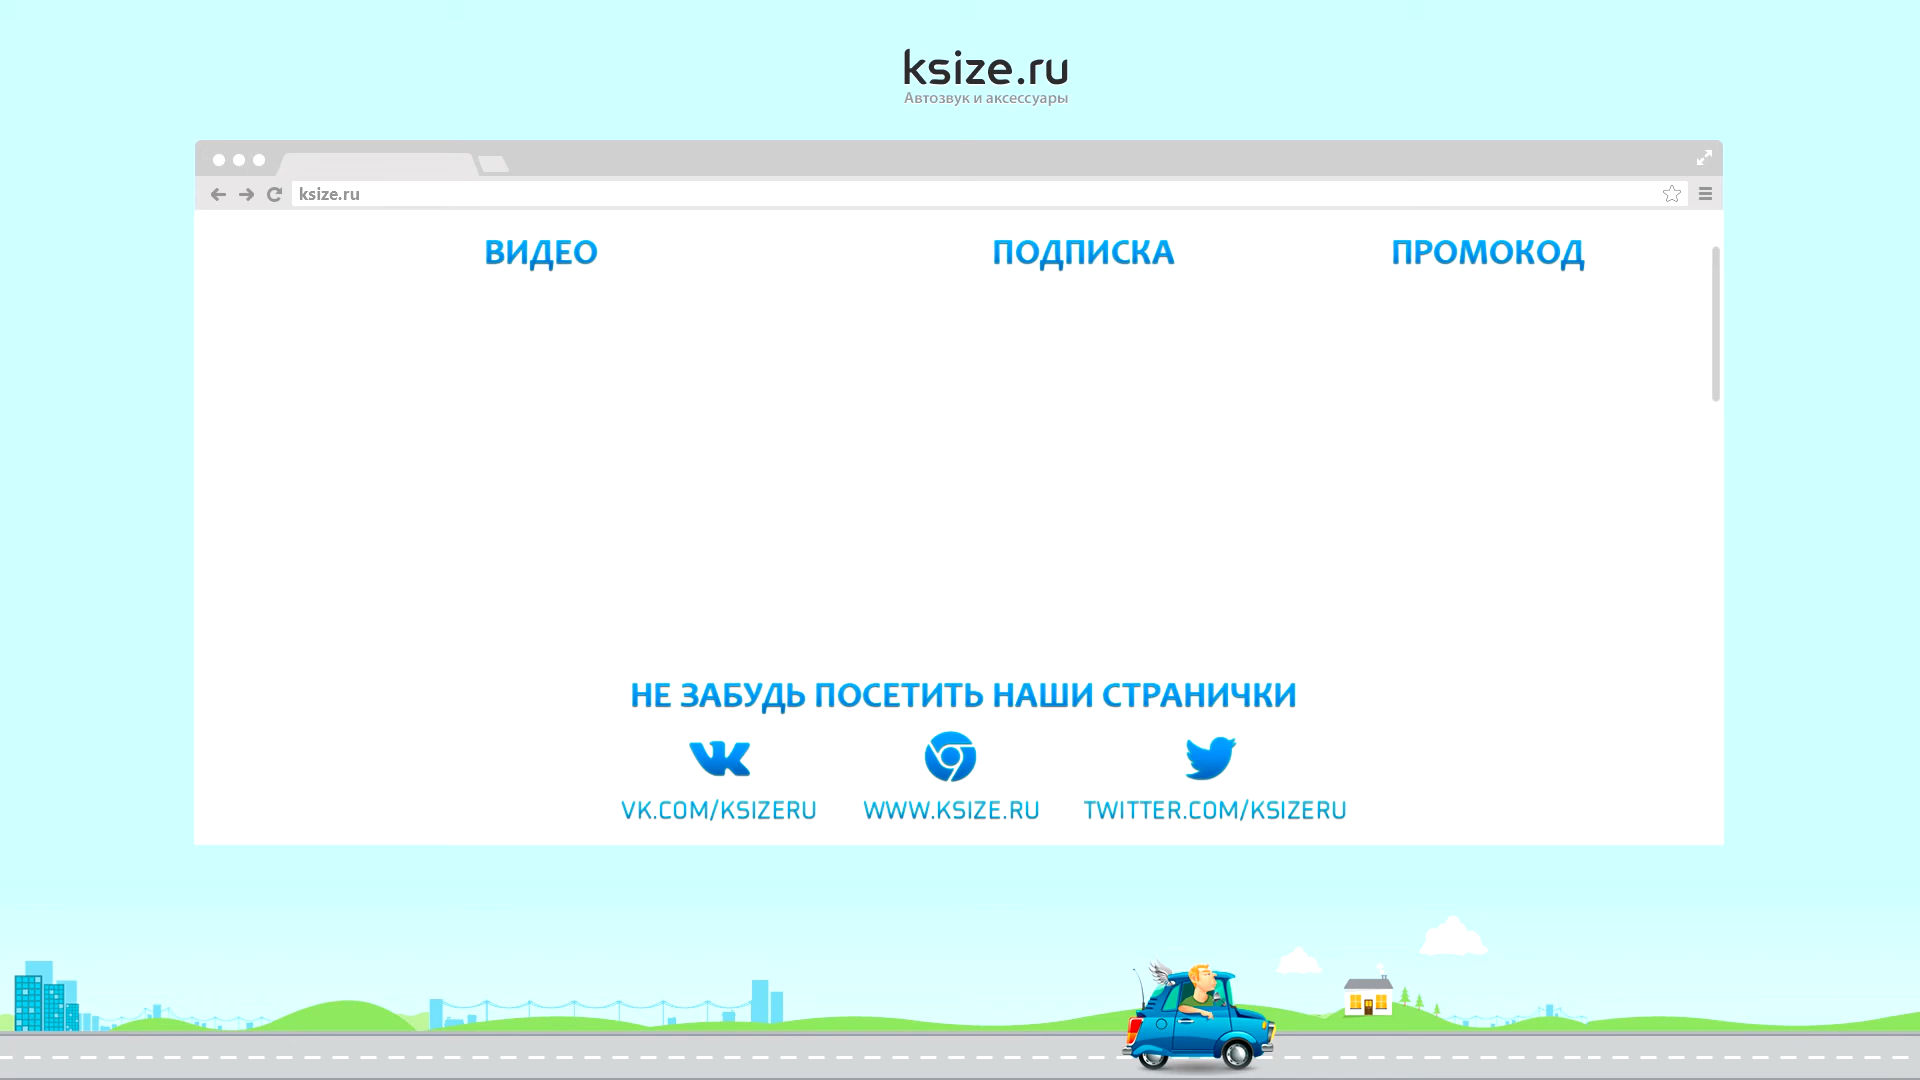 ksize.ru
Автозвук и аксессуары
ksize.ru
ВИДЕО
ПОДПИСКА
ПРОМОКОД
НЕ ЗАБУДЬ ПОСЕТИТЬ НАШИ СТРАНИЧКИ
VK.COM/KSIZERU
WWW.KSIZE.RU
TWITTER.COM/KSIZERU